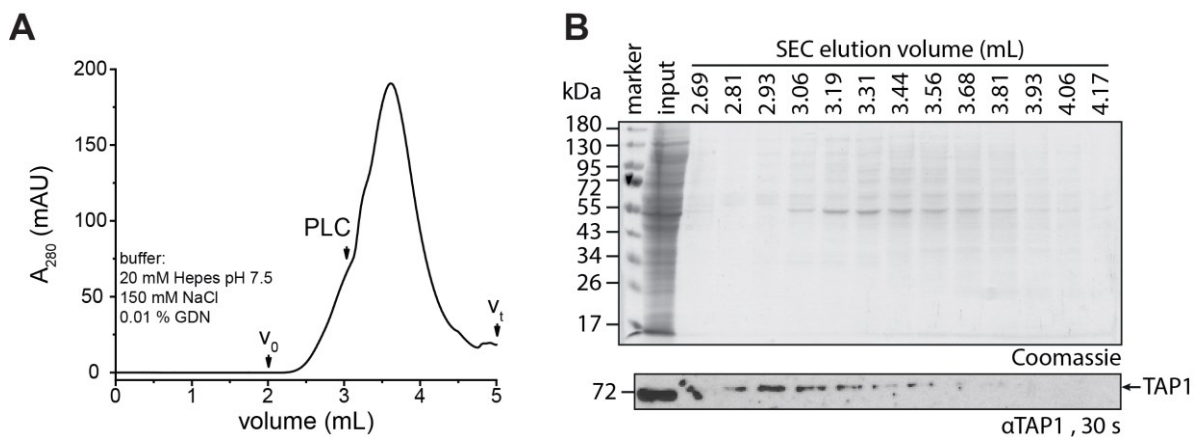 A
200
150
100
50
0
A280 (mAU)
PLC
buffer:
20 mM Hepes pH 7.5
150 mM NaCl
0.01 % GDN
V0
Vt
0 1 2 3 4 5
volume (mL)
B
SEC elution volume (mL)
kDa marker input 2.69 2.81 2.93 3.06 3.19 3.31 3.44 3.56 3.68 3.81 3.93 4.06 4.17
180
130
95
72
55
43
34
26
17
Coomassie
72 ←TAP1
αTAP1 , 30 s